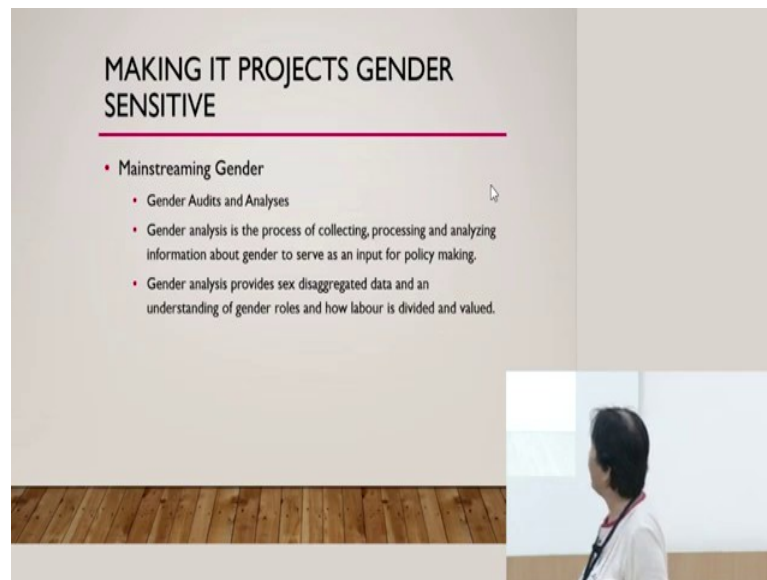 MAKING IT PROJECTS GENDER
SENSITIVE
• Mainstreaming Gender
• Gender Audits and Analyses
• Gender analysis is the process of collecting, processing and analyzing
information about gender to serve as an input for policy making.
• Gender analysis provides sex disaggregated data and an
understanding of gender roles and how labour is divided and valued.